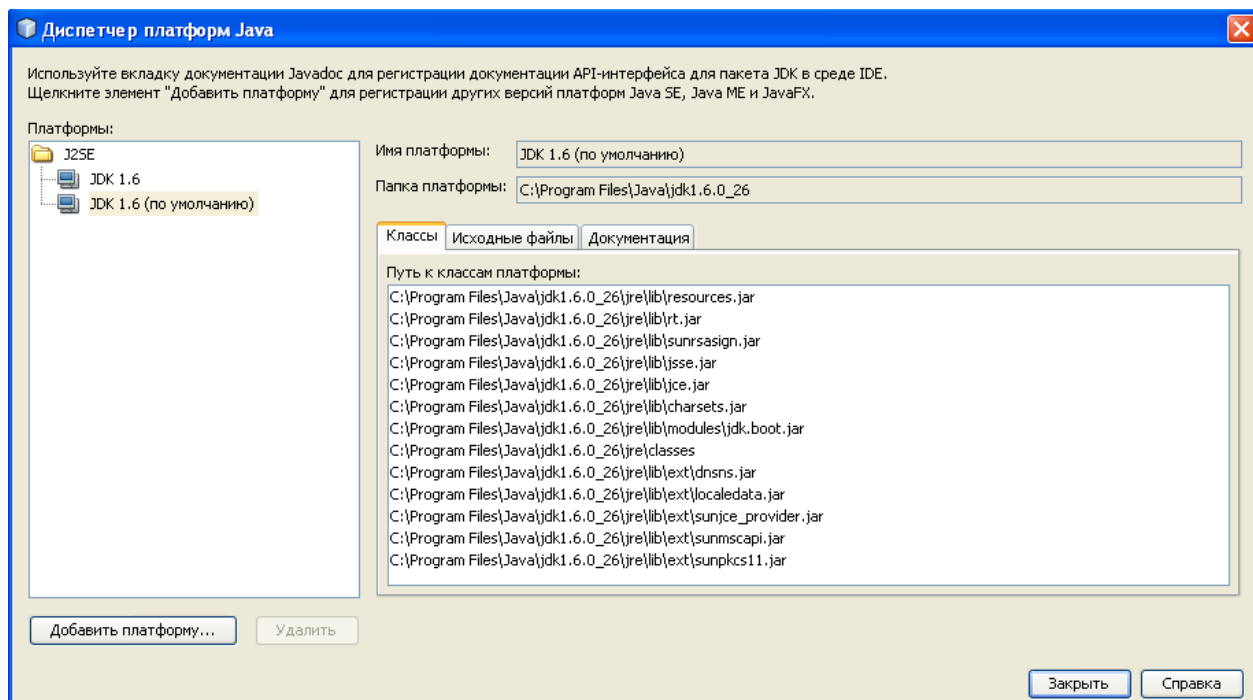 Диспетчер платформ Java
Используйте вкладку документации Javadoc для регистрации документации API-интерфейса для пакета JDK в среде IDE.
Щелкните элемент "Добавить платформу" для регистрации других версий платформ Java SE, Java ME и JavaFX.
Платформы:
J2SE
JDK 1.6
JDK 1.6 (по умолчанию)
Имя платформы: JDK 1.6 (по умолчанию)
Папка платформы: C:\Program Files\Java\jdk1.6.0_26
Классы Исходные файлы Документация
Путь к классам платформы:
C:\Program Files\Java\jdk1.6.0_26\jre\lib\resources.jar
C:\Program Files\Java\jdk1.6.0_26\jre\lib\rt.jar
C:\Program Files\Java\jdk1.6.0_26\jre\lib\sunrsasign.jar
C:\Program Files\Java\jdk1.6.0_26\jre\lib\jsse.jar
C:\Program Files\Java\jdk1.6.0_26\jre\lib\jce.jar
C:\Program Files\Java\jdk1.6.0_26\jre\lib\charsets.jar
C:\Program Files\Java\jdk1.6.0_26\jre\lib\modules\jdk.boot.jar
C:\Program Files\Java\jdk1.6.0_26\jre\classes
C:\Program Files\Java\jdk1.6.0_26\jre\lib\ext\dnsns.jar
C:\Program Files\Java\jdk1.6.0_26\jre\lib\ext\localedata.jar
C:\Program Files\Java\jdk1.6.0_26\jre\lib\ext\sunjce_provider.jar
C:\Program Files\Java\jdk1.6.0_26\jre\lib\ext\sunmscapi.jar
C:\Program Files\Java\jdk1.6.0_26\jre\lib\ext\sunpkcs11.jar
Добавить платформу... Удалить
Закрыть Справка